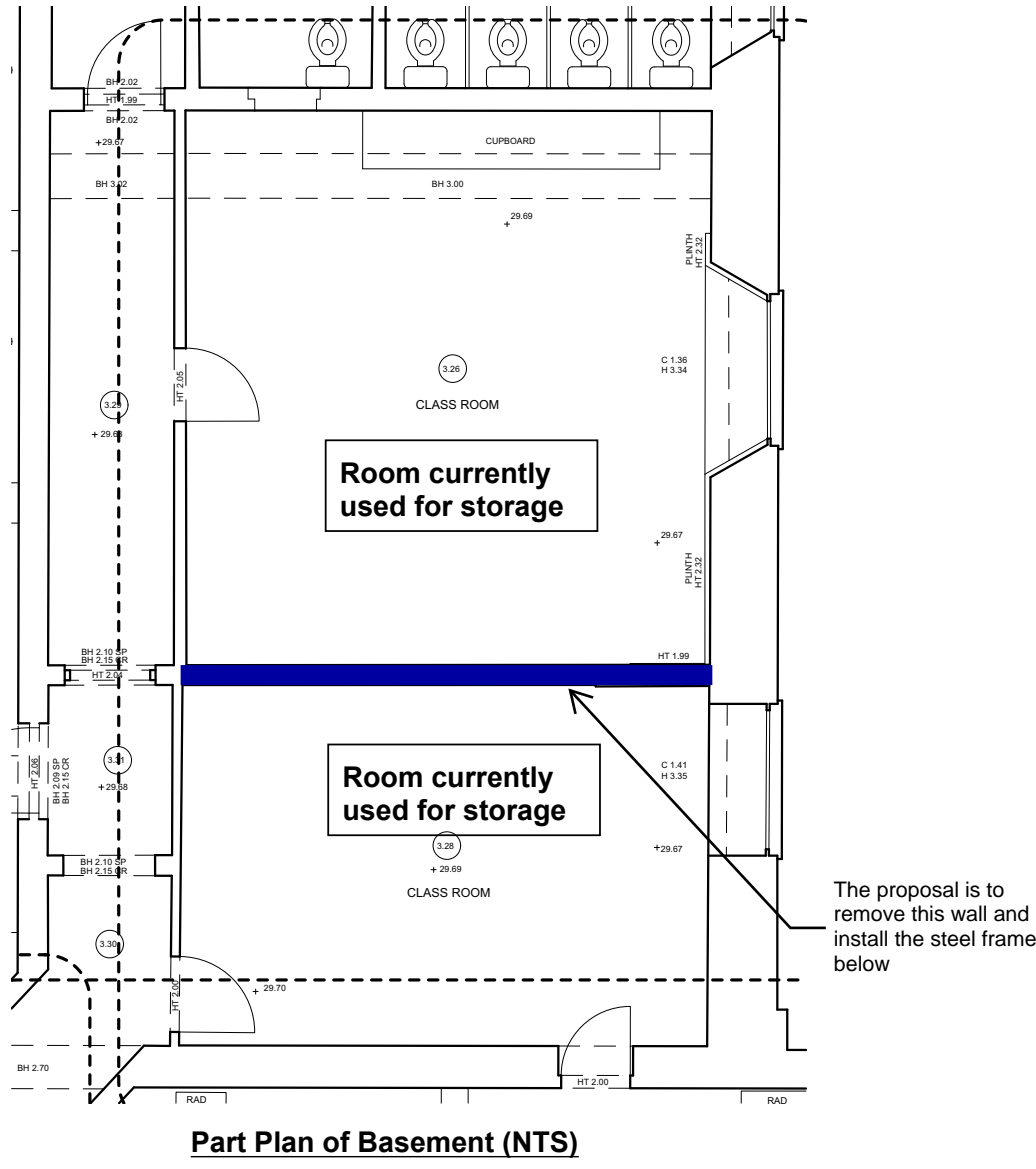 BH 2.02
HT 1.99
BH 2.02
+29.67
CUPBOARD
BH 3.02
BH 3.00
29.69
PLINTH
HT 2.32
HT 2.05
3.26
C 1.36
H 3.34
CLASS ROOM
3.29
+ 29.68
Room currently
used for storage
29.67
PLINTH
HT 2.32
BH 2.10 SP
BH 2.15 CR
HT 2.04
HT 1.99
HT 2.06
BH 2.09 SP
BH 2.15 CR
3.31
+29.68
Room currently
used for storage
C 1.41
H 3.35
3.28
+29.67
BH 2.10 SP
BH 2.15 CR
+ 29.69
CLASS ROOM
The proposal is to
remove this wall and
install the steel frame
below
3.30
HT 2.00
+ 29.70
BH 2.70
HT 2.00
RAD
RAD
Part Plan of Basement (NTS)